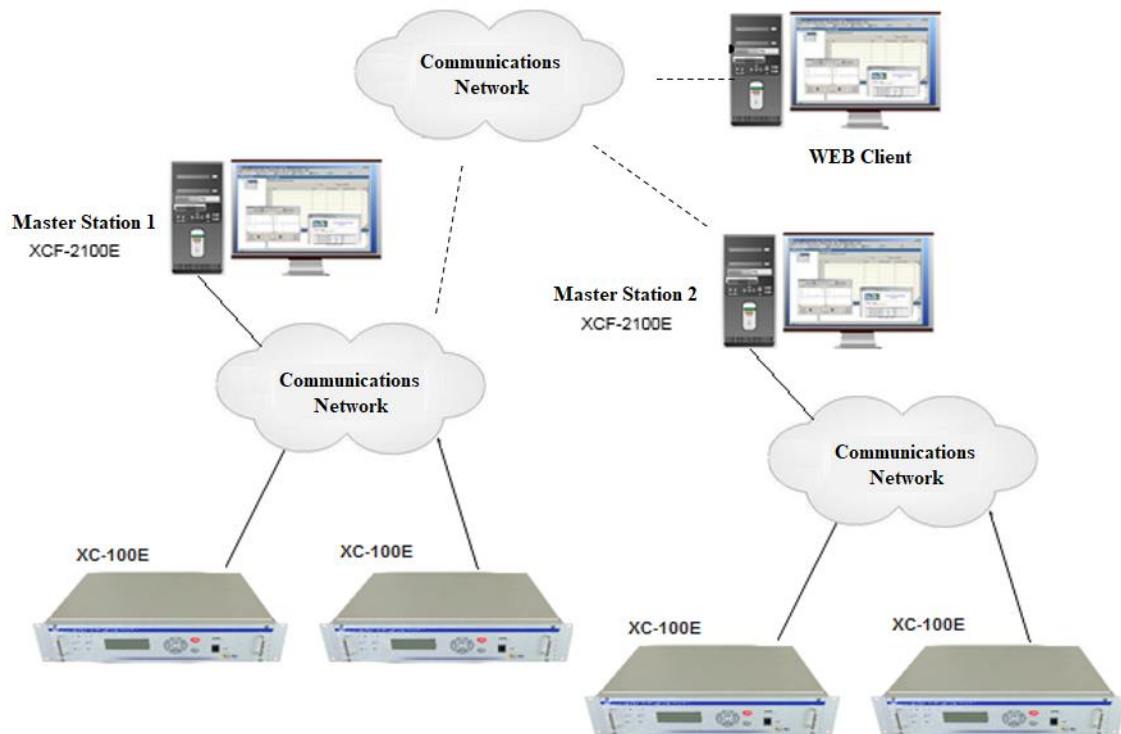 Communications
Network
WEB Client
Master Station 1
XCF-2100E
Master Station 2
XCF-2100E
Communications
Network
Communications
Network
XC-100E
XC-100E
XC-100E
XC-100E